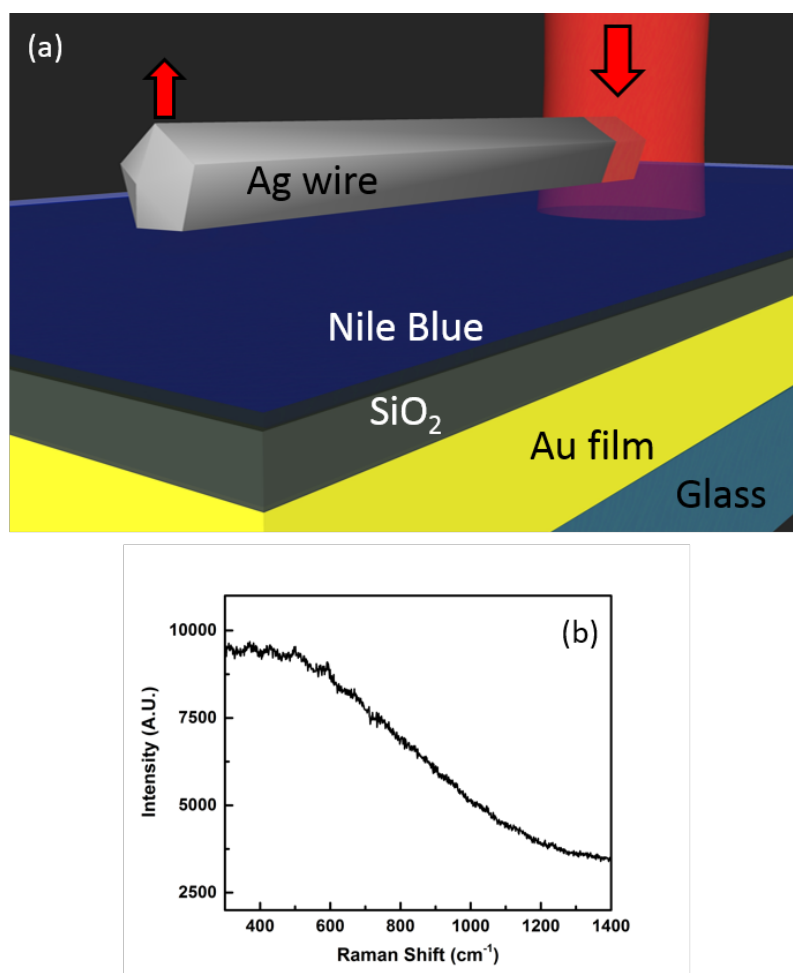 (a)
Ag wire
Nile Blue
SiO₂
Au film
Glass
(b)
10000
7500
5000
2500
Intensity (A.U.)
400 600 800 1000 1200 1400
Raman Shift (cm⁻¹)